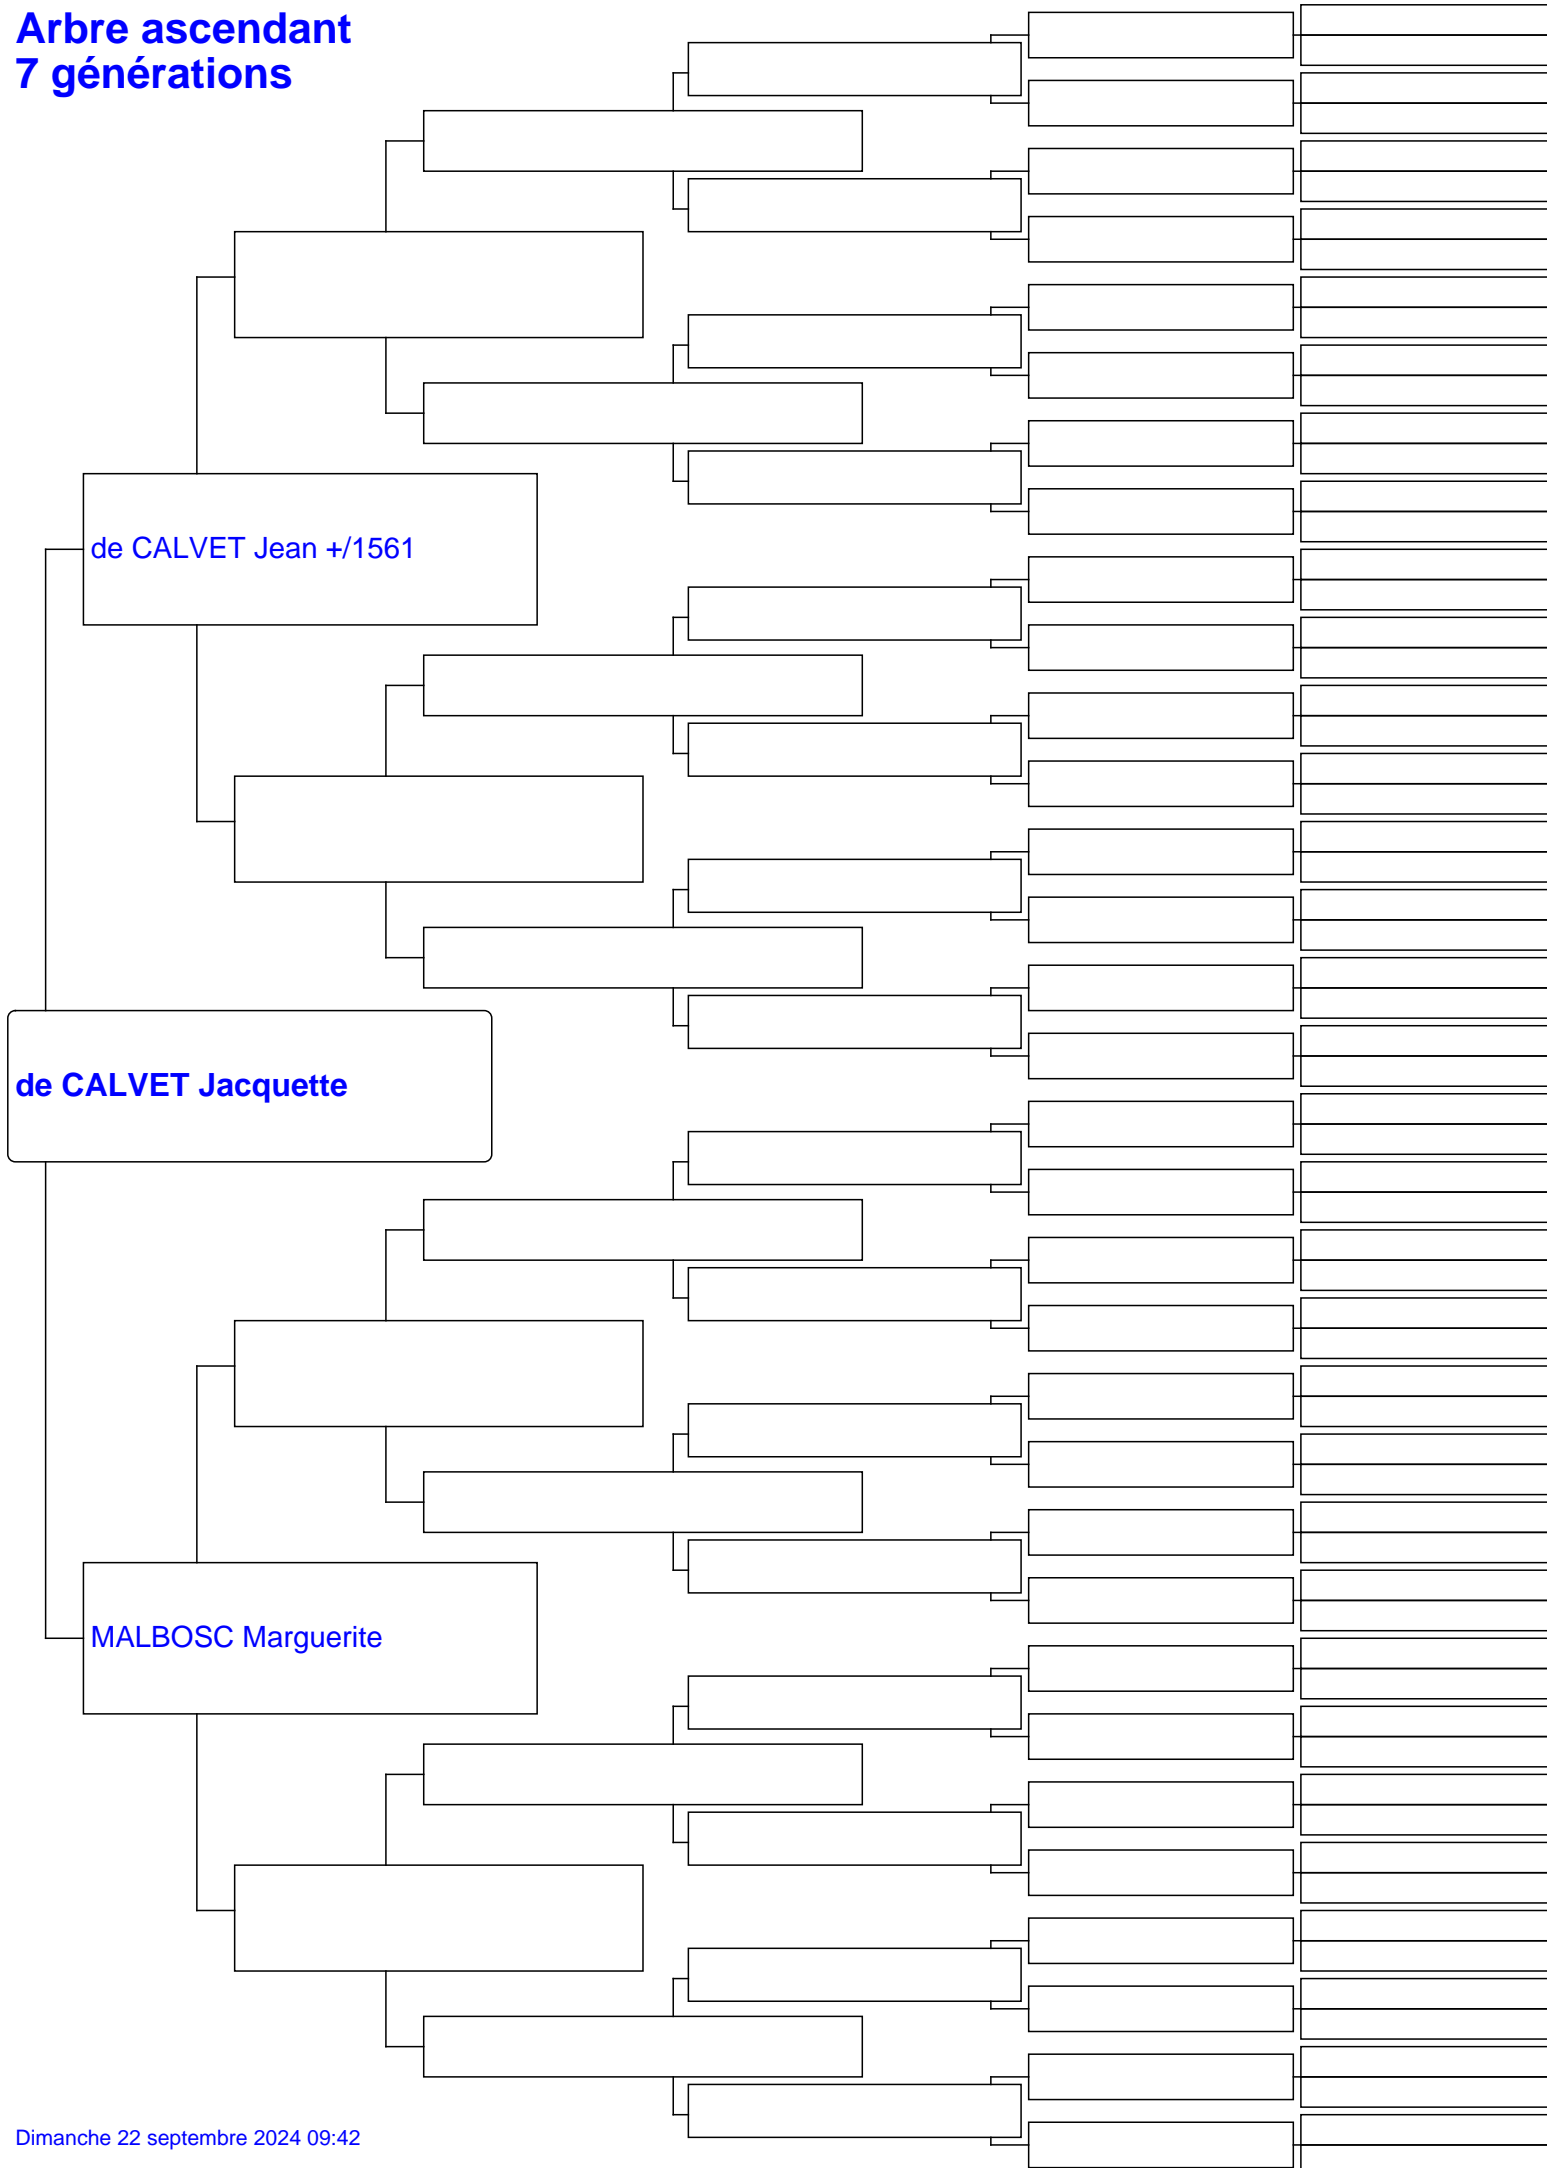 Arbre ascendant
7 générations
de CALVET Jean +/1561
de CALVET Jacquette
MALBOSC Marguerite
Dimanche 22 septembre 2024 09:42